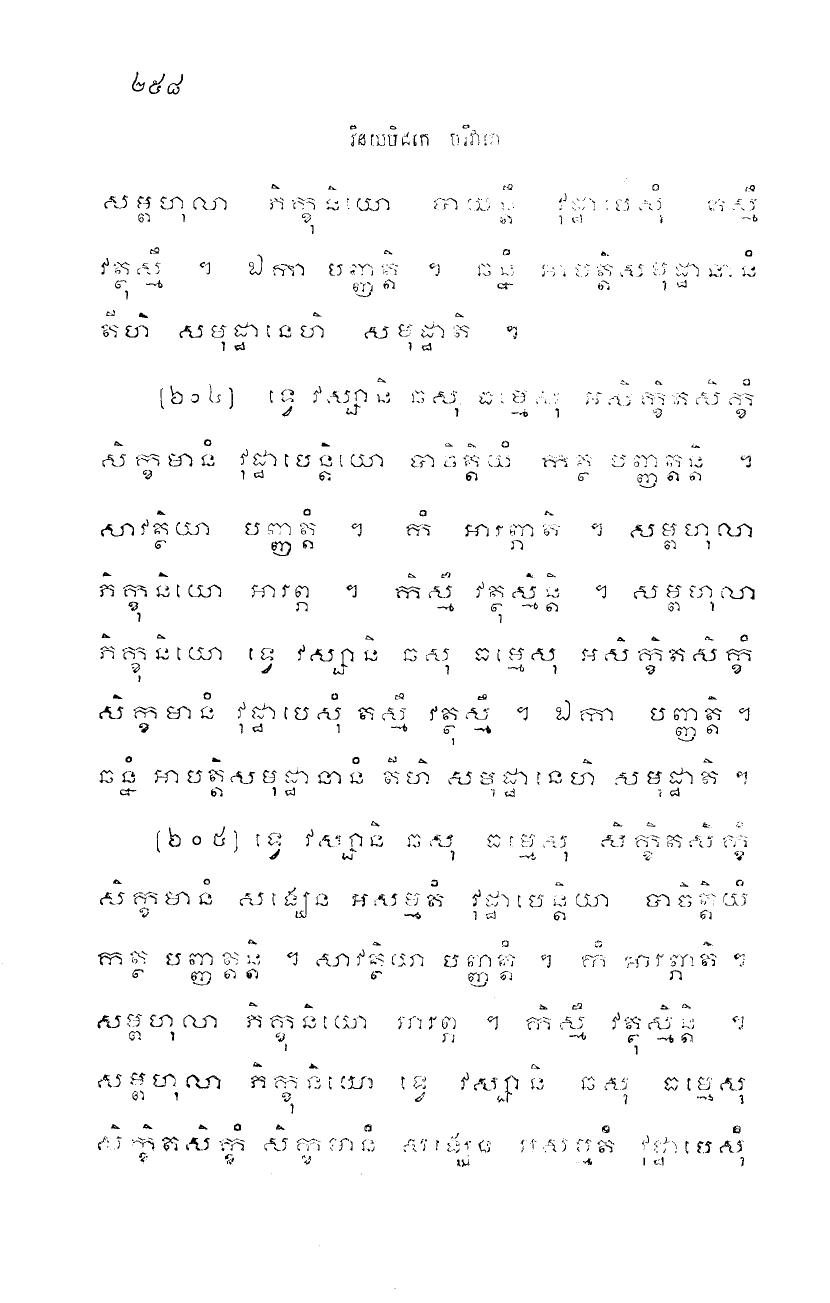 ២៥៨
វិនយបិដកេ បរិវារោ
សម្ពហុលា ភិក្ខុនិយោ គាយន្តឹ វុដ្ឋាបេសុំ តស្មឹ
វត្ថុស្មឹ ។ ឯកា បញ្ញត្តិ ។ ឆន្នំ អាបត្តិសមុដ្ឋានានំ
តីហិ សមុដ្ឋានេហិ សមុដ្ឋាតិ ។
(២០៤) ទ្វេ វស្សានិ ឆសុ ធម្មេសុ អសិក្ខិតសិក្ខំ
សិក្ខមានំ វុដ្ឋាបេន្តិយោ បាចិត្តិយំ កត្ថ បញ្ញត្តន្តិ ។
សាវត្ថិយា បញ្ញត្តំ ។ កំ អារព្ភាតិ ។ សម្ពហុលា
ភិក្ខុនិយោ អារព្ភ ។ កិស្មឹ វត្ថុស្មិន្តិ ។ សម្ពហុលា
ភិក្ខុនិយោ ទ្វេ វស្សានិ ឆសុ ធម្មេសុ អសិក្ខិតសិក្ខំ
សិក្ខមានំ វុដ្ឋាបេសុំ តស្មឹ វត្ថុស្មឹ ។ ឯកា បញ្ញត្តិ ។
ឆន្នំ អាបត្តិសមុដ្ឋានានំ តីហិ សមុដ្ឋានេហិ សមុដ្ឋាតិ ។
(២០៥) ទ្វេ វស្សានិ ឆសុ ធម្មេសុ សិក្ខិតសិក្ខំ
សិក្ខមានំ សង្ឃេន អសម្មតំ វុដ្ឋាបេន្តិយា បាចិត្តិយំ
កត្ថ បញ្ញត្តន្តិ ។ សាវត្ថិយា បញ្ញត្តំ ។ កំ អារព្ភាតិ ។
សម្ពហុលា ភិក្ខុនិយោ អារព្ភ ។ កិស្មឹ វត្ថុស្មិន្តិ ។
សម្ពហុលា ភិក្ខុនិយោ ទ្វេ វស្សានិ ឆសុ ធម្មេសុ
សិក្ខិតសិក្ខំ សិក្ខមានំ សង្ឃេន អសម្មតំ វុដ្ឋាបេសុំ